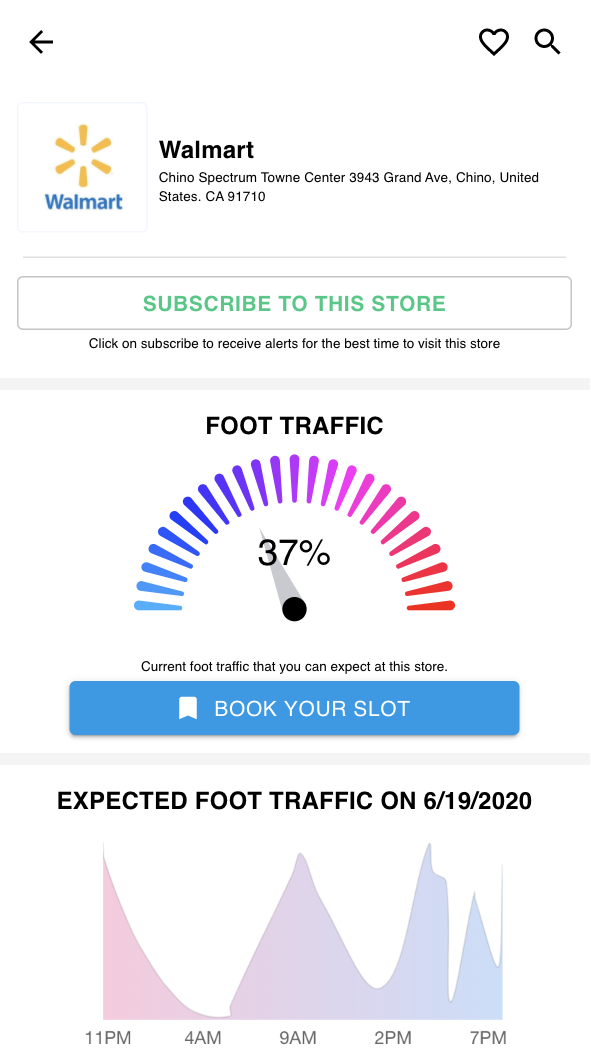 Walmart
Walmart
Chino Spectrum Towne Center 3943 Grand Ave, Chino, United
States. CA 91710
SUBSCRIBE TO THIS STORE
Click on subscribe to receive alerts for the best time to visit this store
FOOT TRAFFIC
37%
Current foot traffic that you can expect at this store.
BOOK YOUR SLOT
EXPECTED FOOT TRAFFIC ON 6/19/2020
11PM 4AM 9AM 2PM 7PM